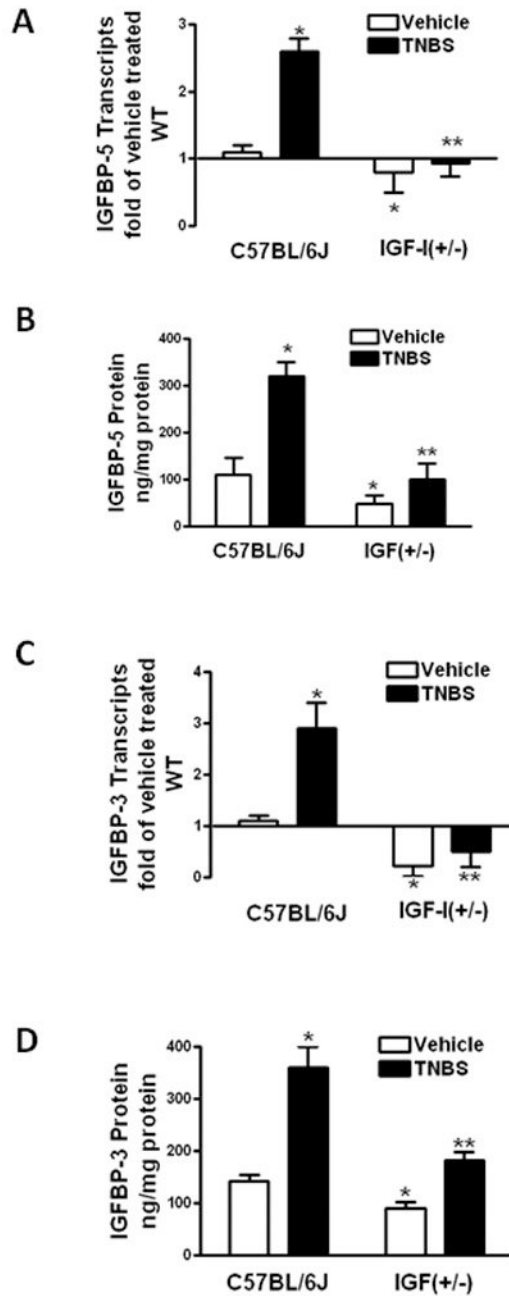 A
IGFBP-5 Transcripts
fold of vehicle treated
WT
3
2
1
0
Vehicle
TNBS
*
*
**
C57BL/6J
IGF-I(+/-)
B
IGFBP-5 Protein
ng/mg protein
400
300
200
100
0
Vehicle
TNBS
*
*
**
C57BL/6J
IGF(+/-)
C
IGFBP-3 Transcripts
fold of vehicle treated
WT
4
3
2
1
0
Vehicle
TNBS
*
*
**
C57BL/6J
IGF-I(+/-)
D
IGFBP-3 Protein
ng/mg protein
400
300
200
100
0
Vehicle
TNBS
*
*
**
C57BL/6J
IGF(+/-)